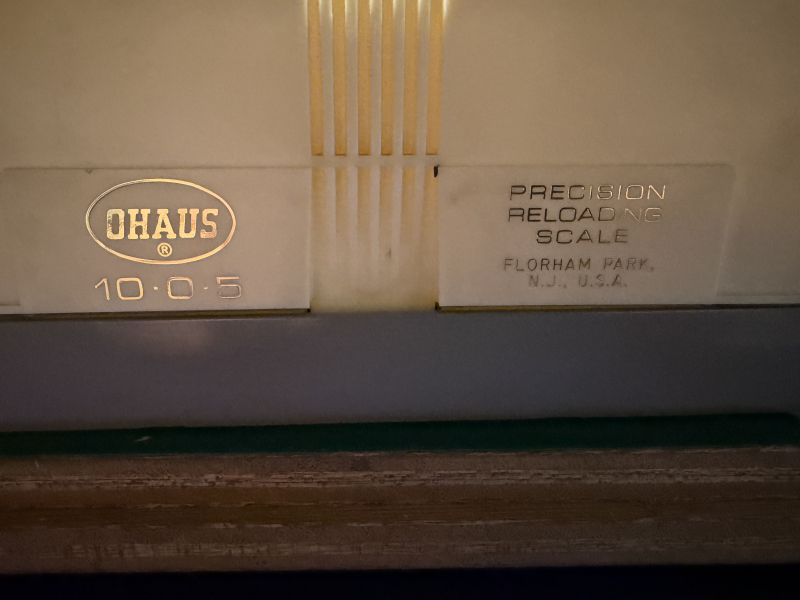 OHAUS
®
10·0·5
PRECISION
RELOADING
SCALE
FLORHAM PARK,
N.J., U.S.A.